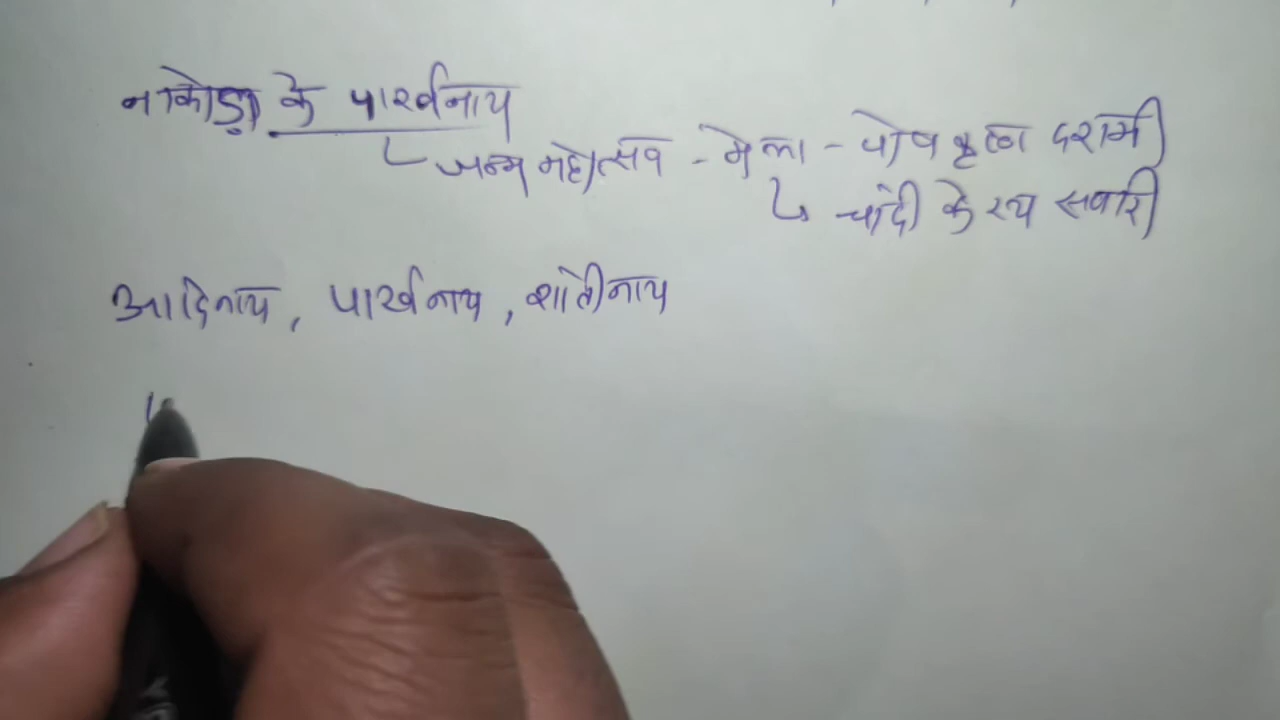 नाकोड़ा के पार्श्वनाथ
जन्म महोत्सव - मेला - पोष कृष्ण दशमी
चांदी के रथ सवारी
आदिनाथ, पार्श्वनाथ, शांतीनाथ